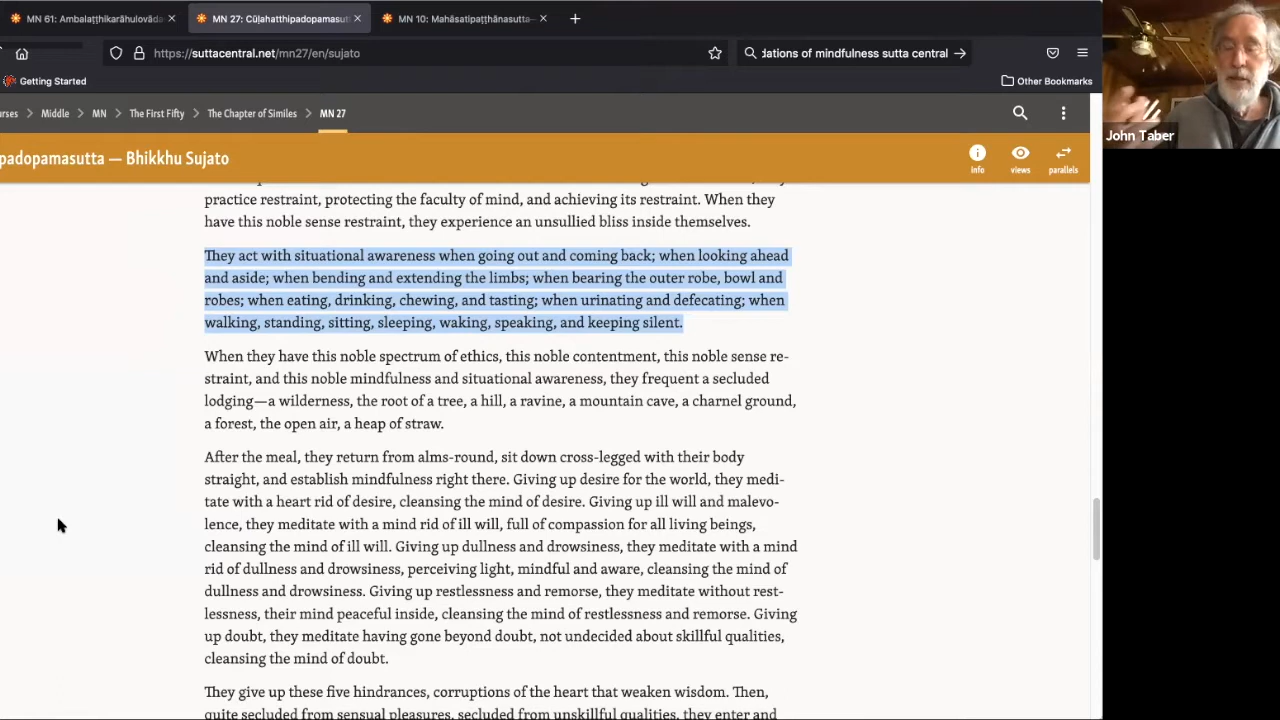 MN 61: Ambalaṭṭhikarāhulovāda
MN 27: Cūḷahatthipadopamasutt
MN 10: Mahāsatipaṭṭhānasutta—
https://suttacentral.net/mn27/en/sujato
dations of mindfulness sutta central
Getting Started
Other Bookmarks
urses > Middle > MN > The First Fifty > The Chapter of Similes > MN 27
padopamasutta — Bhikkhu Sujato
info views parallels
practice restraint, protecting the faculty of mind, and achieving its restraint. When they
have this noble sense restraint, they experience an unsullied bliss inside themselves.
They act with situational awareness when going out and coming back; when looking ahead
and aside; when bending and extending the limbs; when bearing the outer robe, bowl and
robes; when eating, drinking, chewing, and tasting; when urinating and defecating; when
walking, standing, sitting, sleeping, waking, speaking, and keeping silent.
When they have this noble spectrum of ethics, this noble contentment, this noble sense re-
straint, and this noble mindfulness and situational awareness, they frequent a secluded
lodging—a wilderness, the root of a tree, a hill, a ravine, a mountain cave, a charnel ground,
a forest, the open air, a heap of straw.
After the meal, they return from alms-round, sit down cross-legged with their body
straight, and establish mindfulness right there. Giving up desire for the world, they medi-
tate with a heart rid of desire, cleansing the mind of desire. Giving up ill will and malevo-
lence, they meditate with a mind rid of ill will, full of compassion for all living beings,
cleansing the mind of ill will. Giving up dullness and drowsiness, they meditate with a mind
rid of dullness and drowsiness, perceiving light, mindful and aware, cleansing the mind of
dullness and drowsiness. Giving up restlessness and remorse, they meditate without rest-
lessness, their mind peaceful inside, cleansing the mind of restlessness and remorse. Giving
up doubt, they meditate having gone beyond doubt, not undecided about skillful qualities,
cleansing the mind of doubt.
They give up these five hindrances, corruptions of the heart that weaken wisdom. Then,
quite secluded from sensual pleasures, secluded from unskillful qualities, they enter and
John Taber